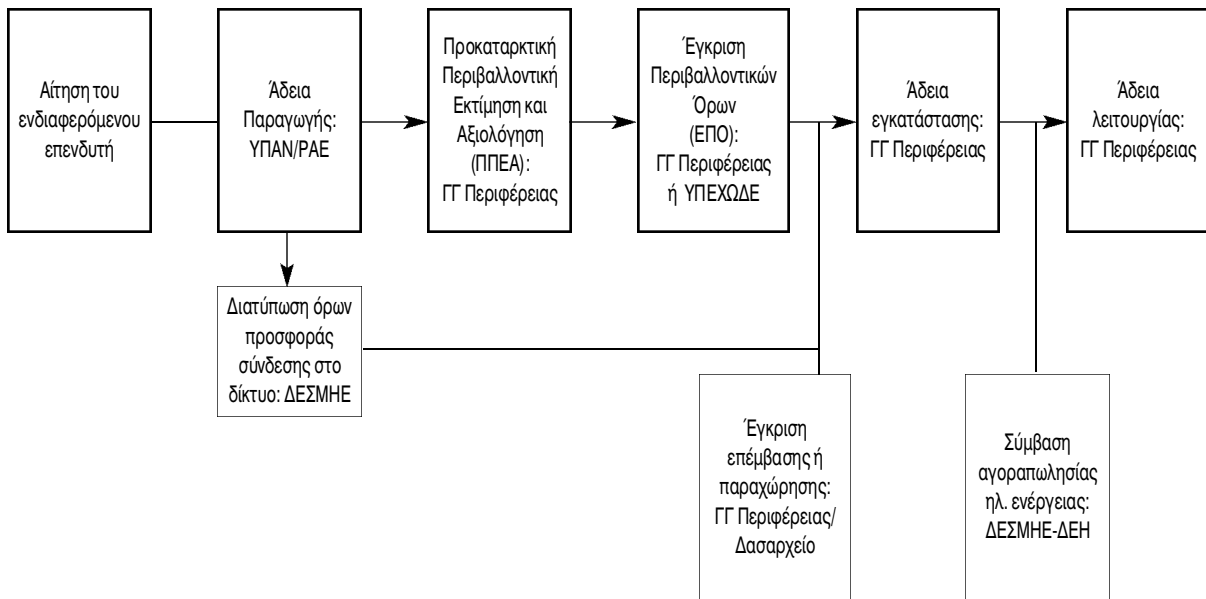 Αίτηση του
ενδιαφερόμενου
επενδυτή
Άδεια
Παραγωγής:
ΥΠΑΝ/ΡΑΕ
Προκαταρκτική
Περιβαλλοντική
Εκτίμηση και
Αξιολόγηση
(ΠΠΕΑ):
ΓΓ Περιφέρειας
Έγκριση
Περιβαλλοντικών
Όρων
(ΕΠΟ):
ΓΓ Περιφέρειας
ή ΥΠΕΧΩΔΕ
Άδεια
εγκατάστασης:
ΓΓ Περιφέρειας
Άδεια
λειτουργίας:
ΓΓ Περιφέρειας
Διατύπωση όρων
προσφοράς
σύνδεσης στο
δίκτυο: ΔΕΣΜΗΕ
Έγκριση
επέμβασης ή
παραχώρησης:
ΓΓ Περιφέρειας/
Δασαρχείο
Σύμβαση
αγοραπωλησίας
ηλ. ενέργειας:
ΔΕΣΜΗΕ-ΔΕΗ